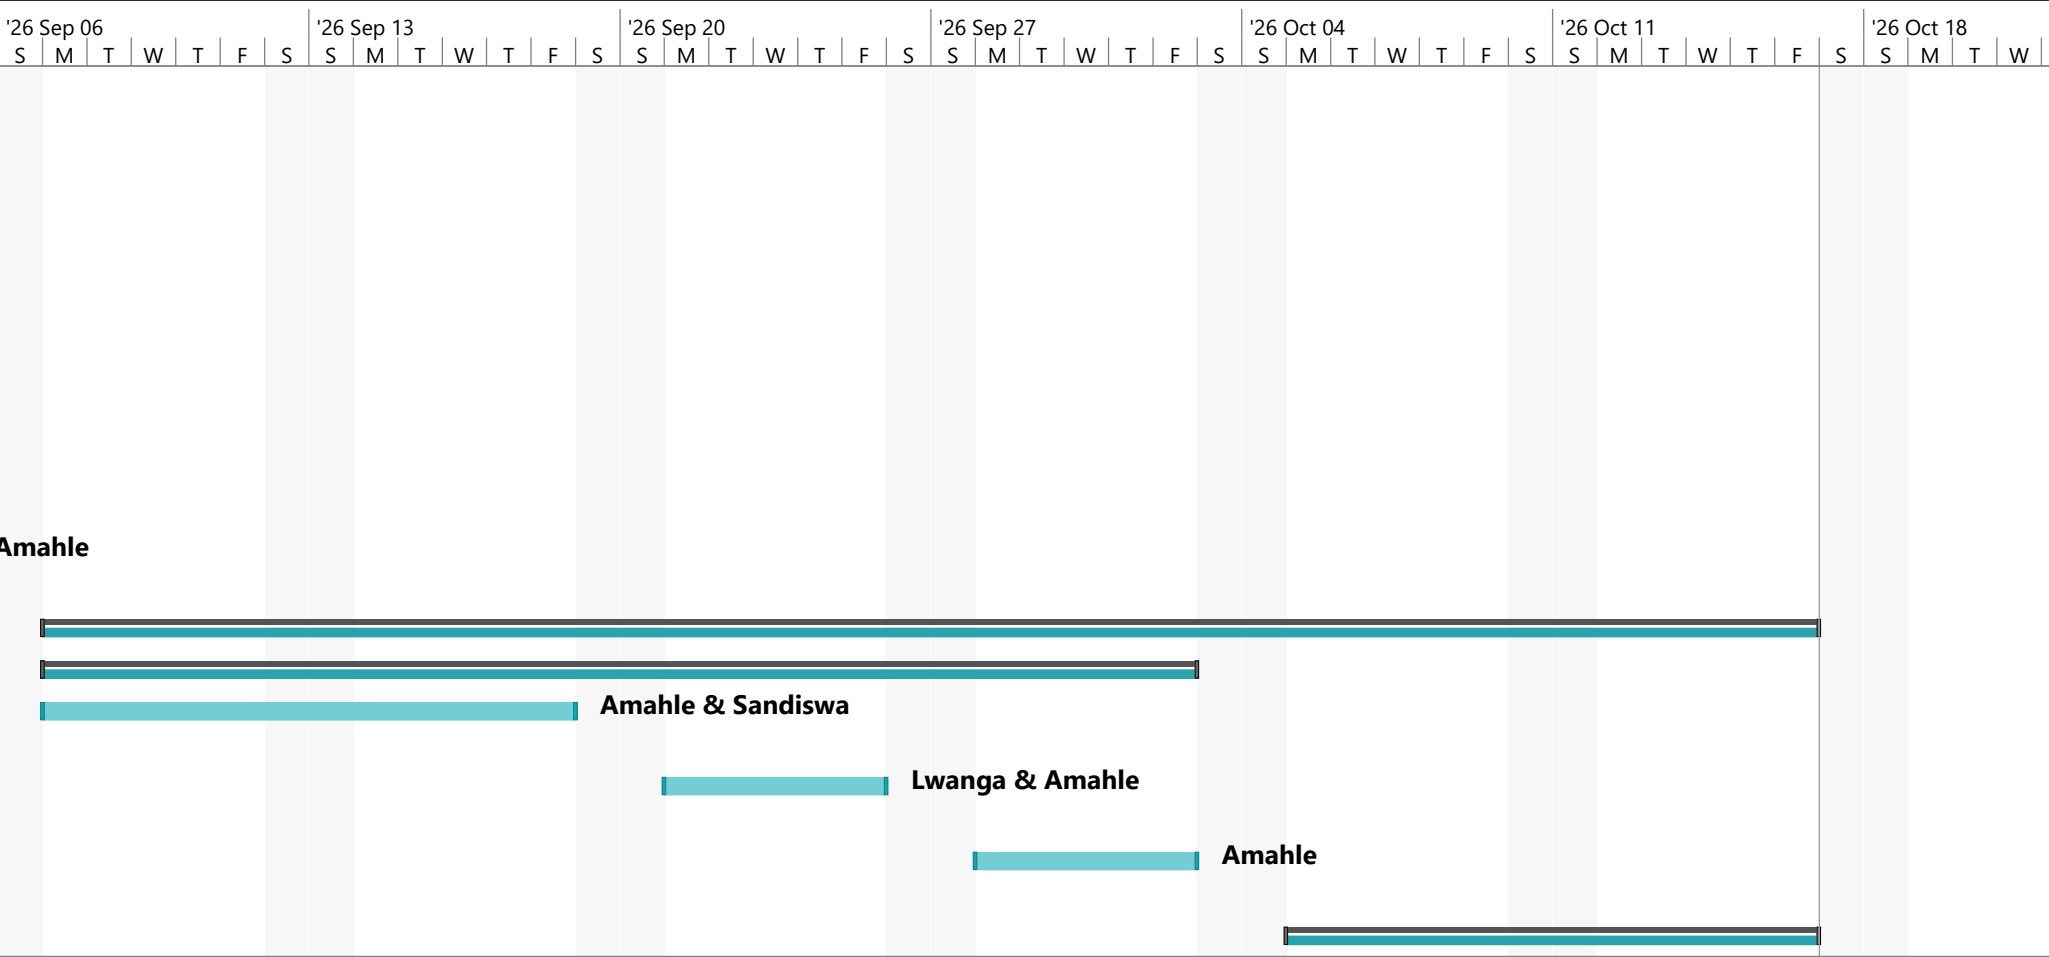 '26 Sep 06 '26 Sep 13 '26 Sep 20 '26 Sep 27 '26 Oct 04 '26 Oct 11 '26 Oct 18
S M T W T F S S M T W T F S S M T W T F S S M T W T F S S M T W T F S S M T W T F S S M T W
Amahle
Amahle & Sandiswa
Lwanga & Amahle
Amahle